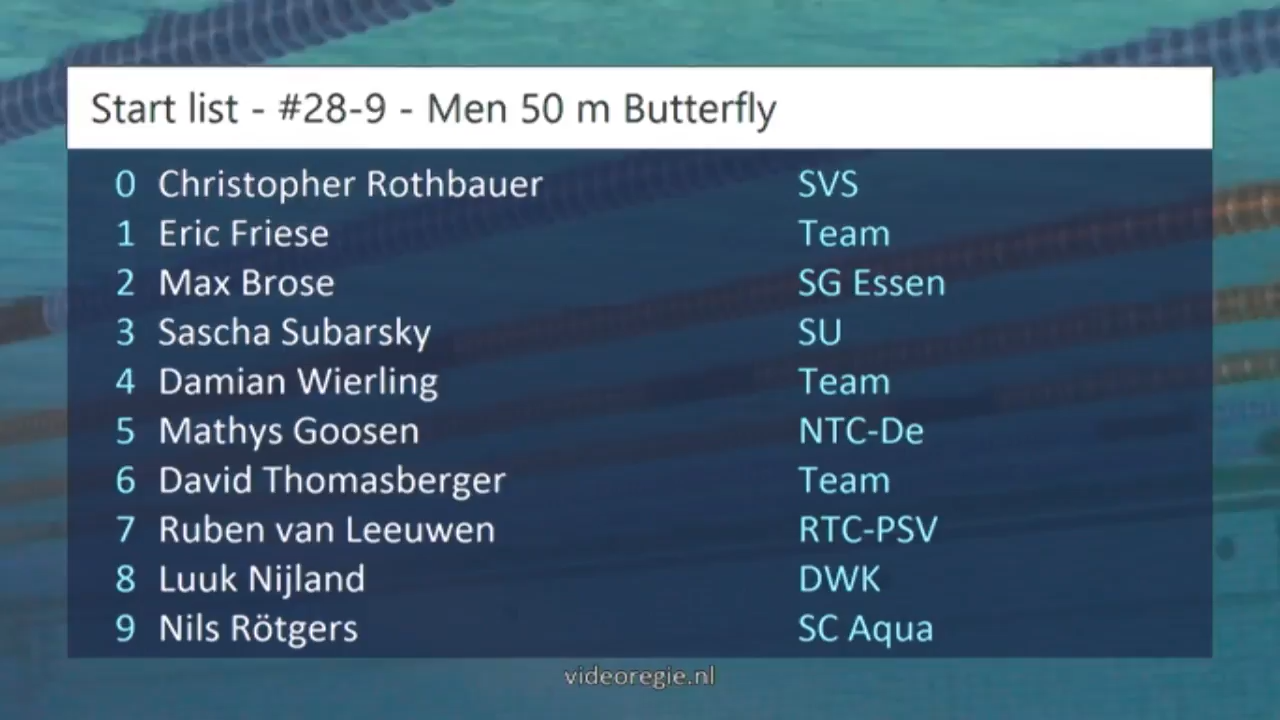 Start list - #28-9 - Men 50 m Butterfly
0 Christopher Rothbauer SVS
1 Eric Friese Team
2 Max Brose SG Essen
3 Sascha Subarsky SU
4 Damian Wierling Team
5 Mathys Goosen NTC-De
6 David Thomasberger Team
7 Ruben van Leeuwen RTC-PSV
8 Luuk Nijland DWK
9 Nils Rötgers SC Aqua
videoregie.nl